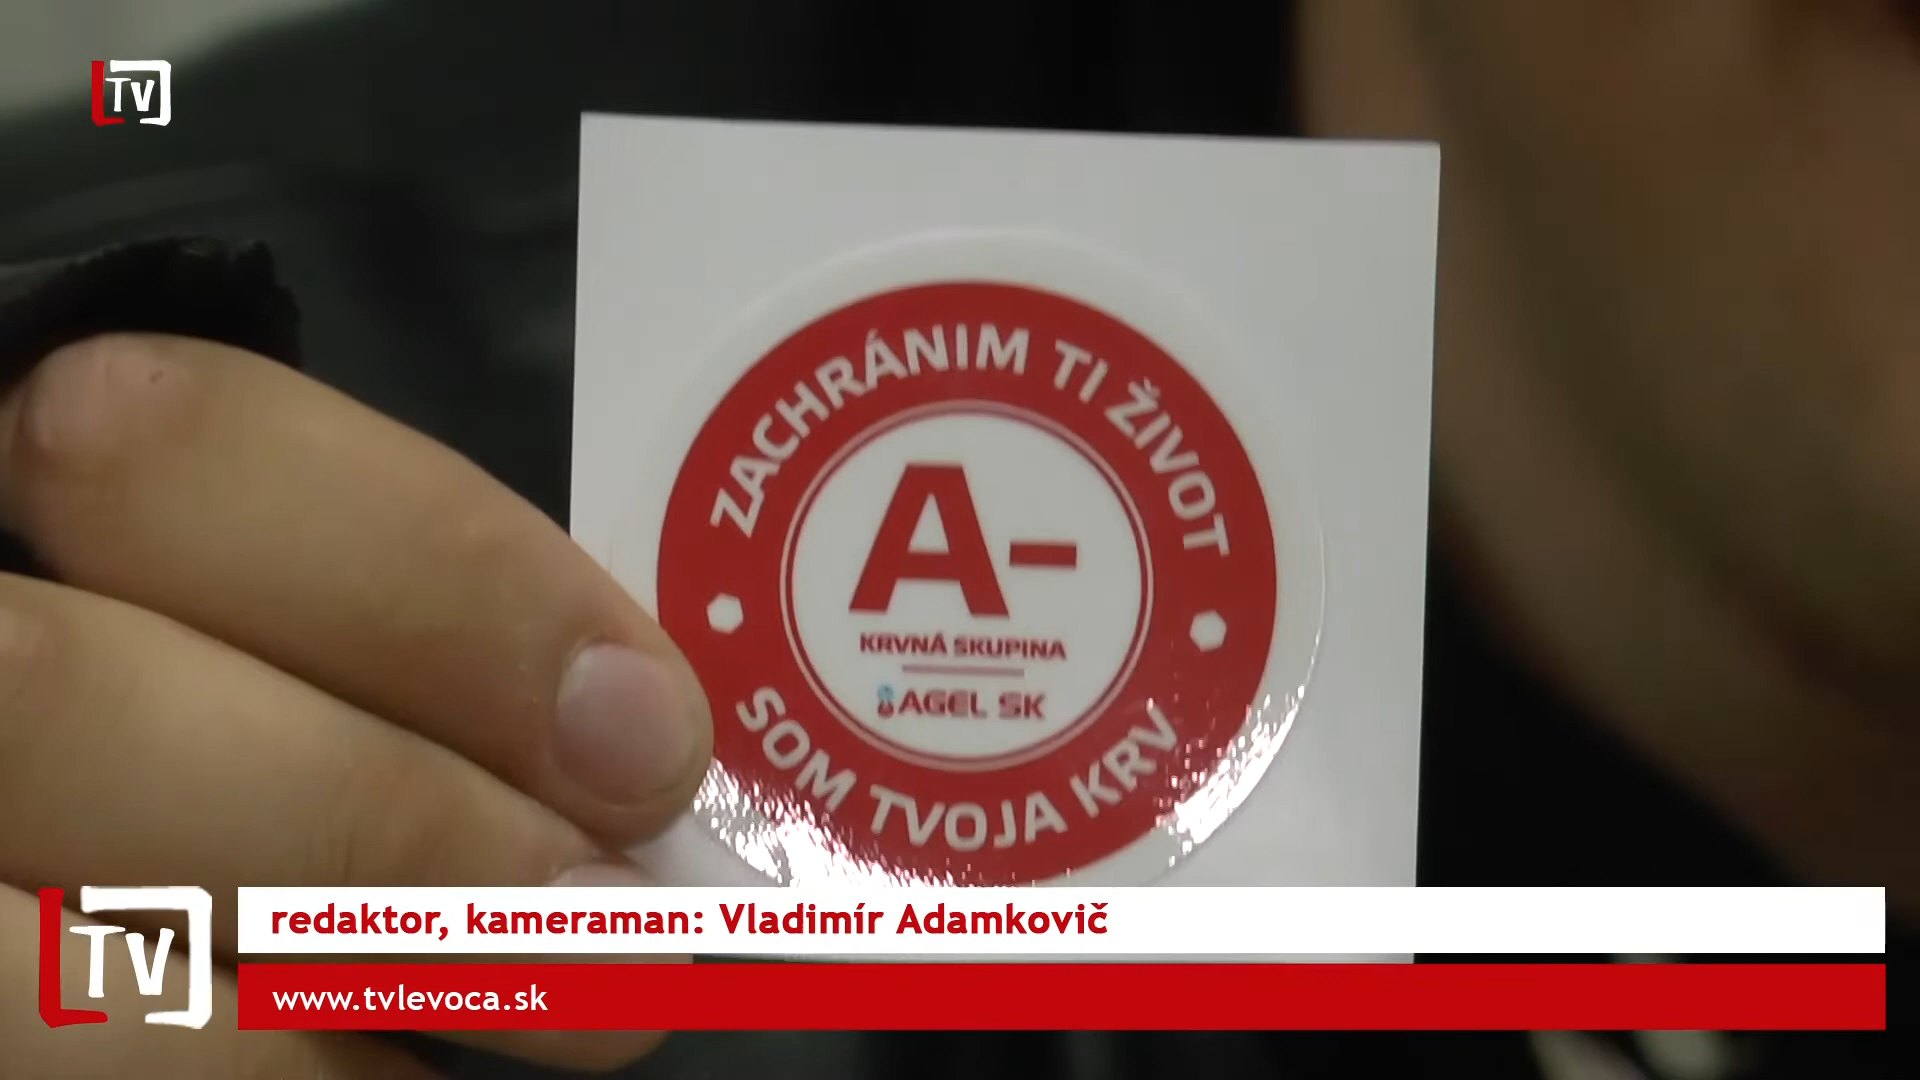 TV
ZACHRÁNIM TI ŽIVOT
A-
KRVNÁ SKUPINA
AGEL SK
SOM TVOJA KRV
TV
redaktor, kameraman: Vladimír Adamkovič
www.tvlevoca.sk